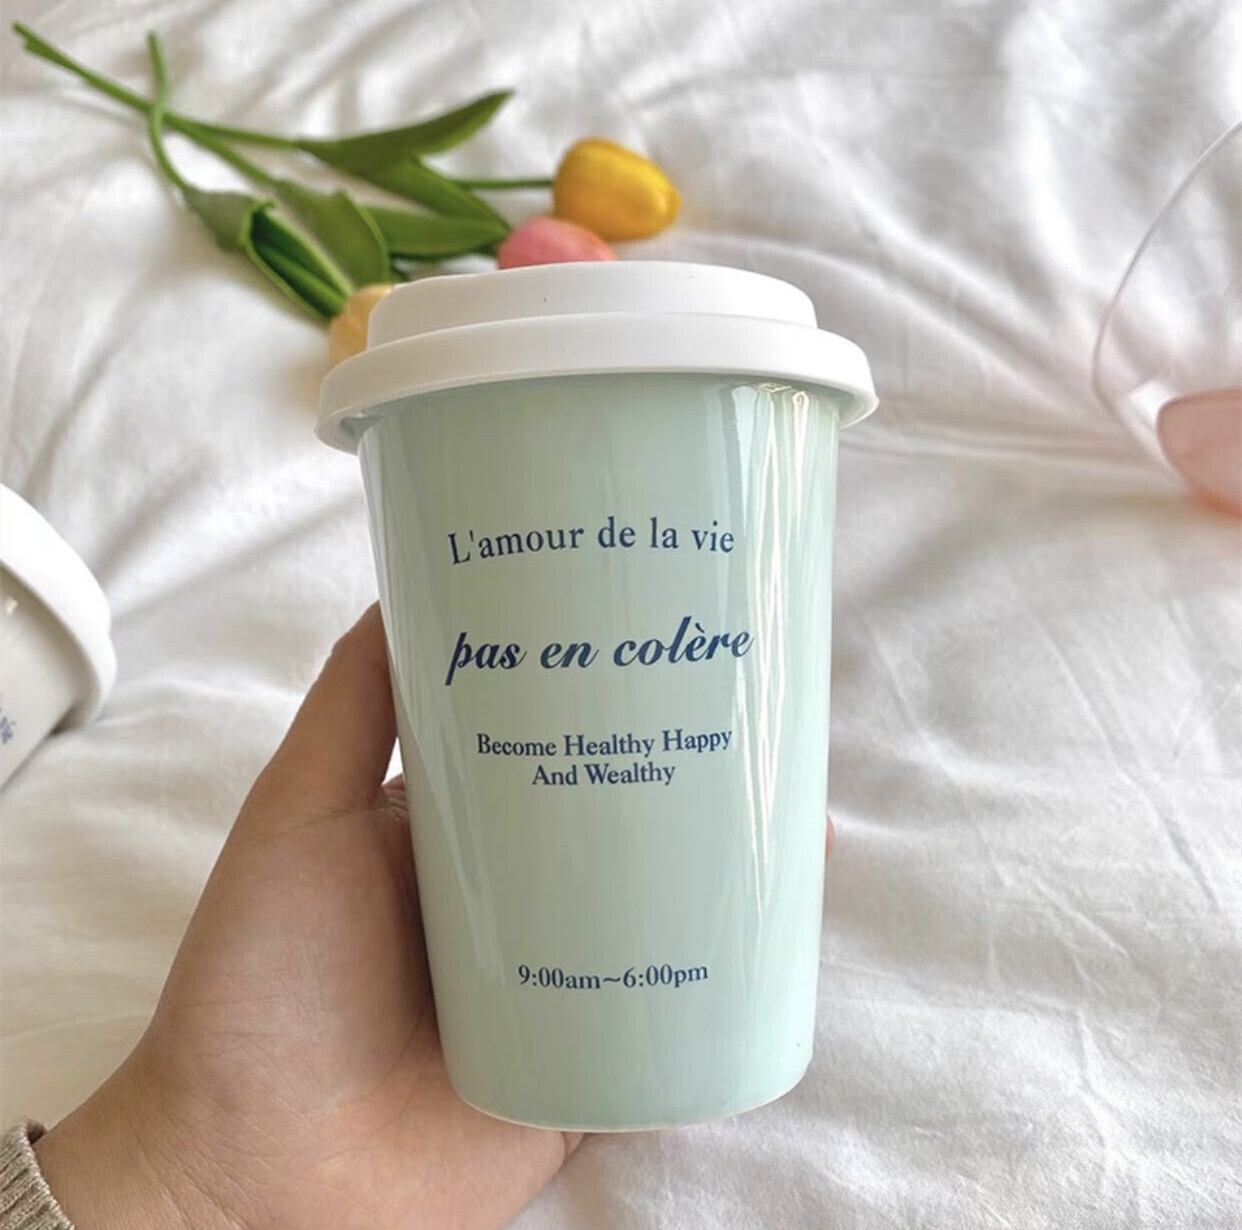 L'amour de la vie
pas en colère
Become Healthy Happy
And Wealthy
9:00am~6:00pm